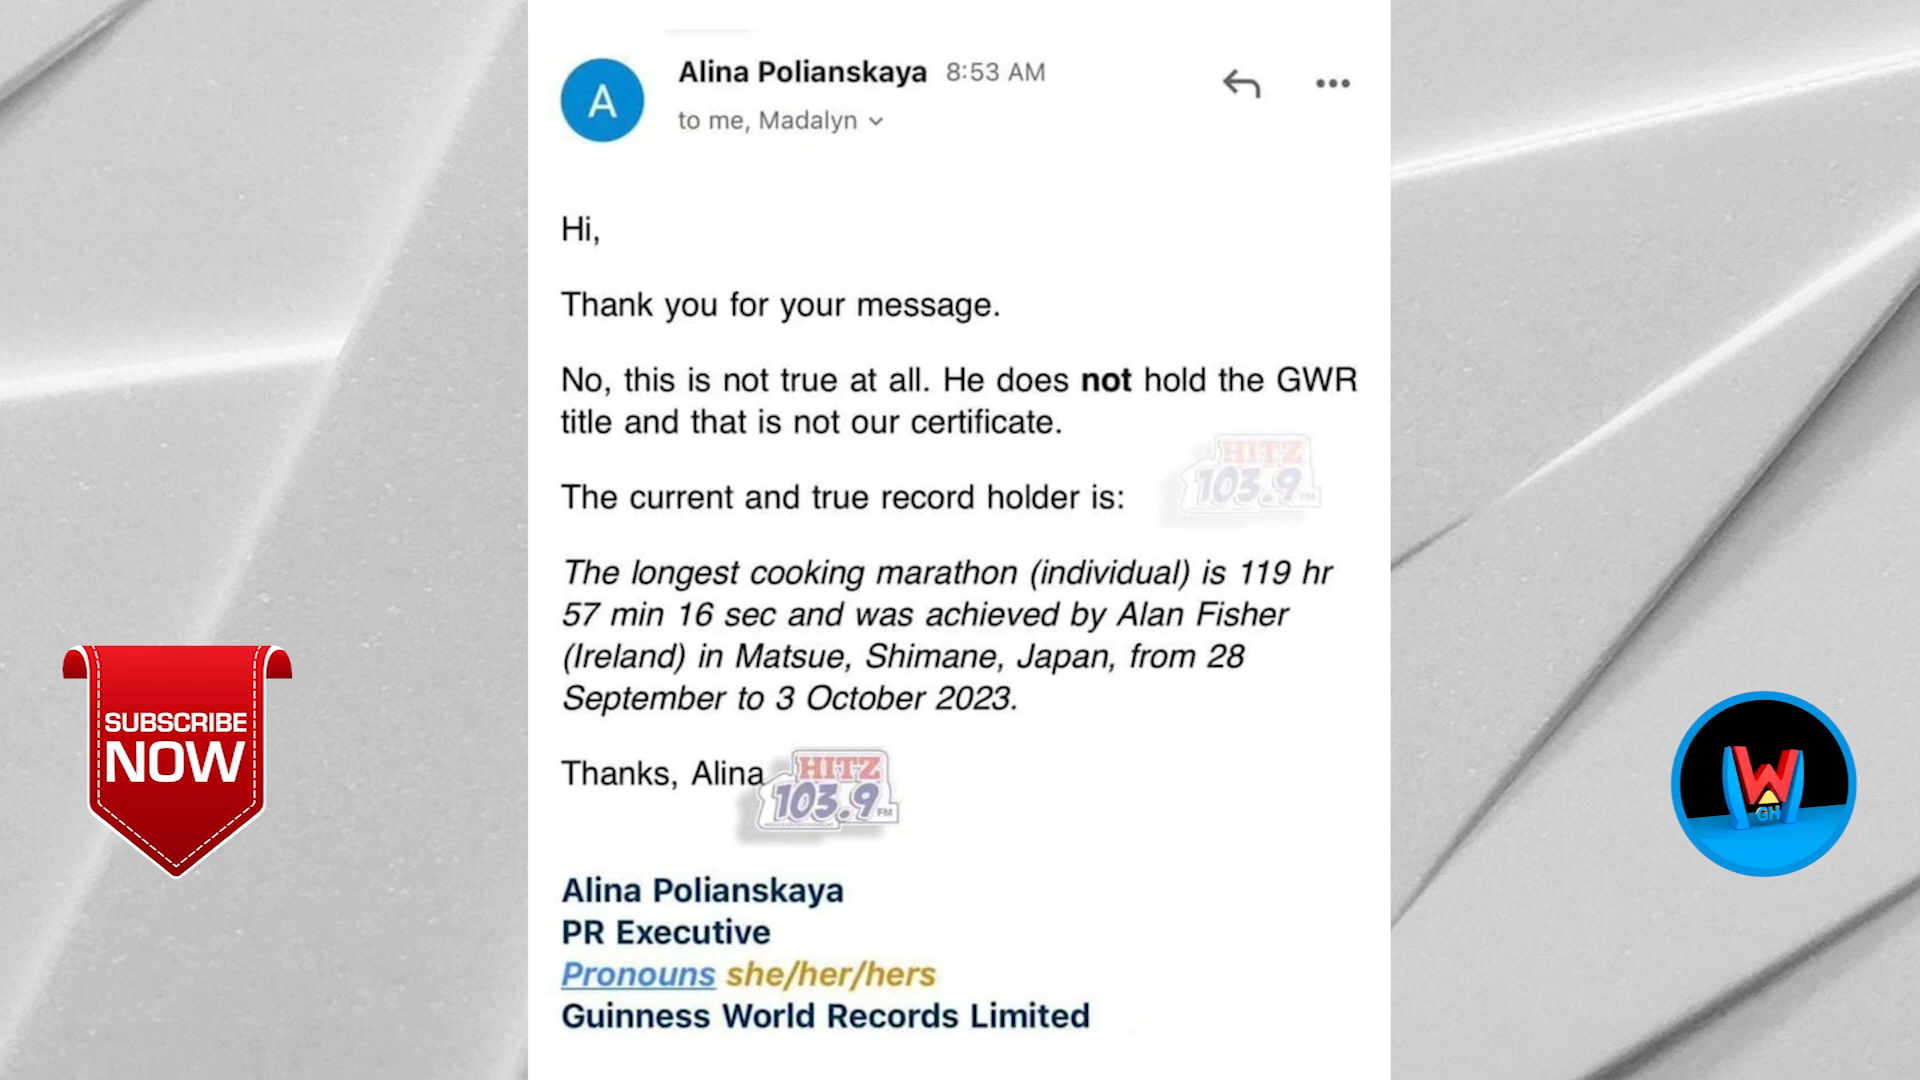 A
Alina Polianskaya 8:53 AM
to me, Madalyn
Hi,
Thank you for your message.
No, this is not true at all. He does not hold the GWR
title and that is not our certificate.
HITZ
103.9 FM
The current and true record holder is:
The longest cooking marathon (individual) is 119 hr
57 min 16 sec and was achieved by Alan Fisher
(Ireland) in Matsue, Shimane, Japan, from 28
September to 3 October 2023.
Thanks, Alina
HITZ
103.9 FM
Alina Polianskaya
PR Executive
Pronouns she/her/hers
Guinness World Records Limited
SUBSCRIBE
NOW
W
GH